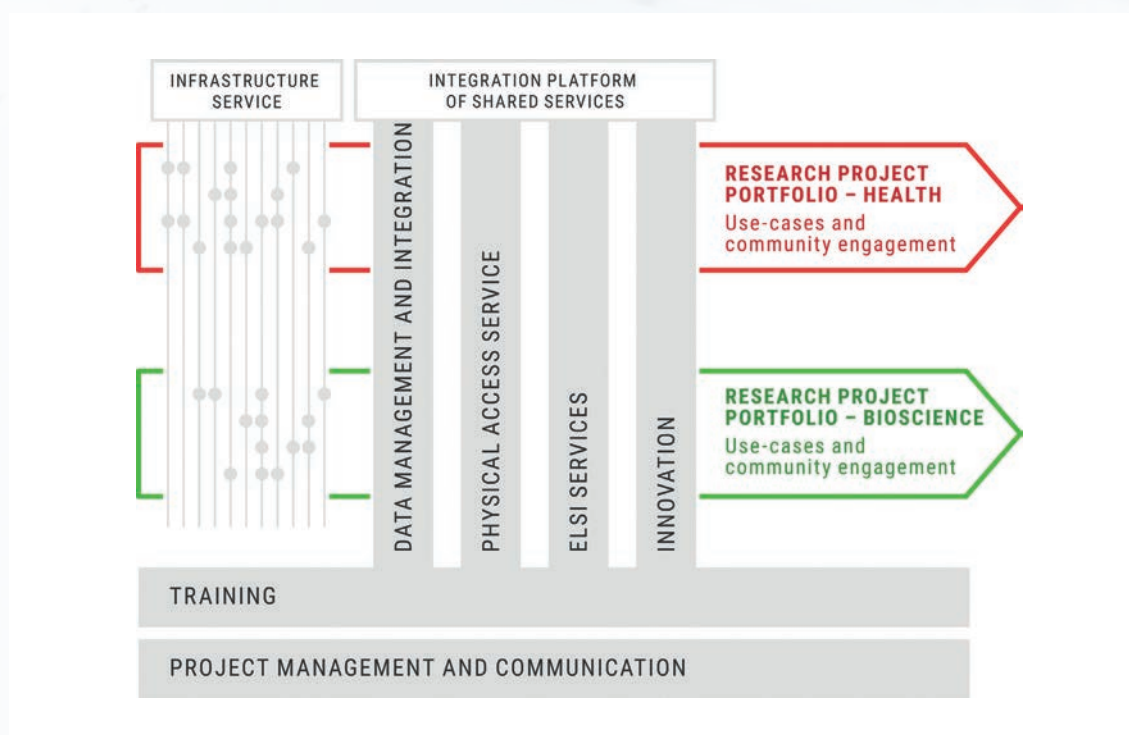 INFRASTRUCTURE
SERVICE
INTEGRATION PLATFORM
OF SHARED SERVICES
DATA MANAGEMENT AND INTEGRATION
PHYSICAL ACCESS SERVICE
ELSI SERVICES
INNOVATION
RESEARCH PROJECT
PORTFOLIO – HEALTH
Use-cases and
community engagement
RESEARCH PROJECT
PORTFOLIO – BIOSCIENCE
Use-cases and
community engagement
TRAINING
PROJECT MANAGEMENT AND COMMUNICATION